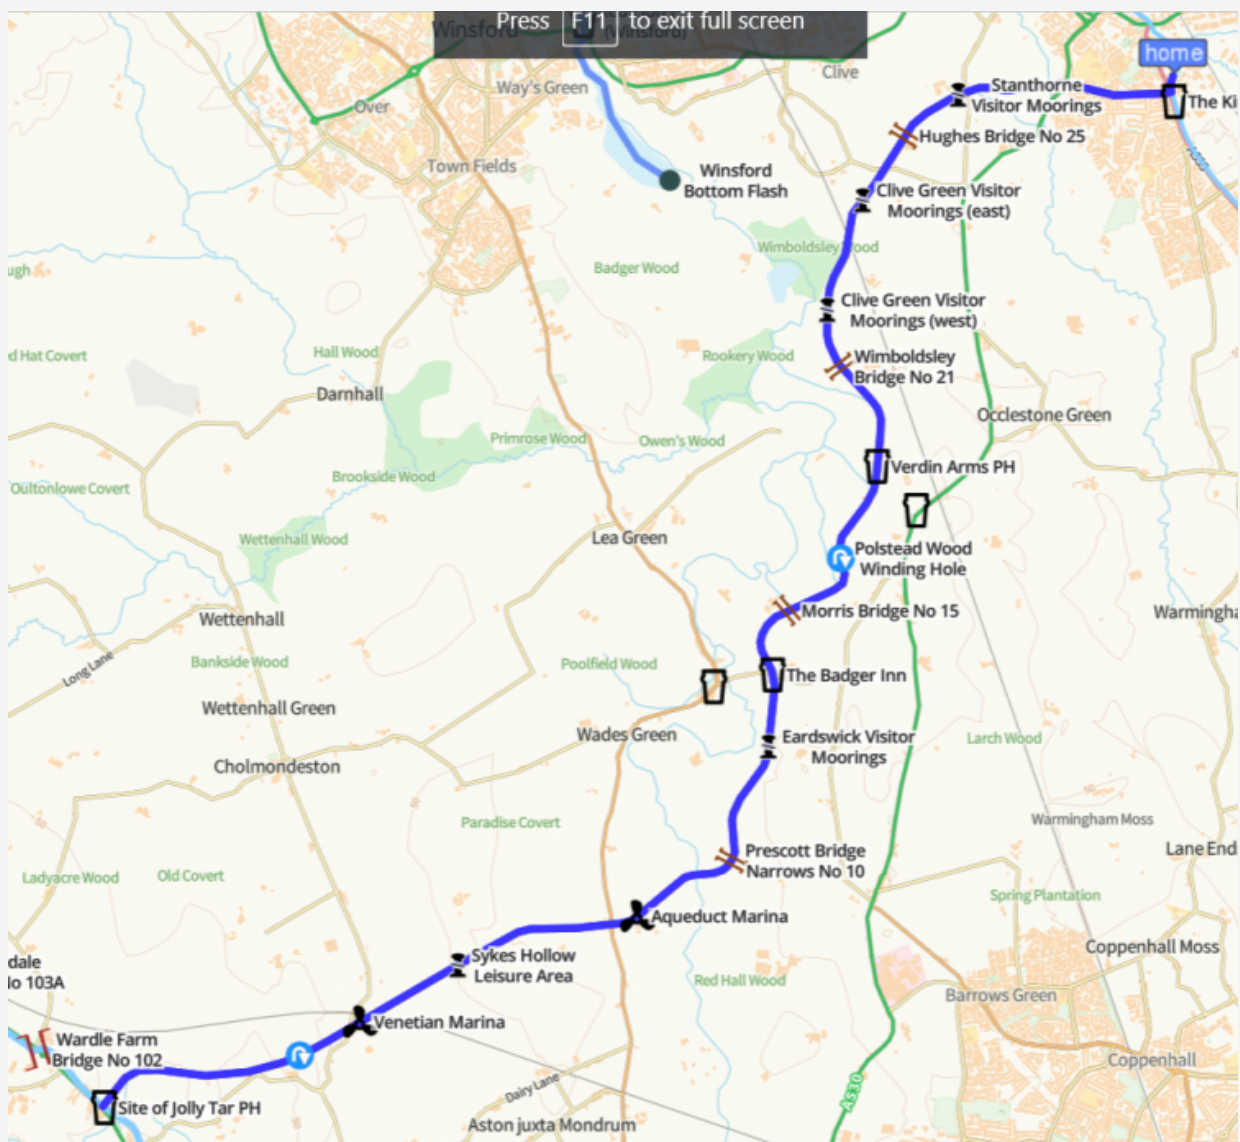 Press F11 to exit full screen
Winsford
(Winsford)
home
Way's Green
Clive
Over
Stanthorne
Visitor Moorings
The Ki
Hughes Bridge No 25
Town Fields
Winsford
Bottom Flash
Clive Green Visitor
Moorings (east)
Wimboldsley Wood
Badger Wood
ugh
Clive Green Visitor
Moorings (west)
d Hat Covert
Hall Wood
Rookery Wood
Wimboldsley
Bridge No 21
Darnhall
Occlestone Green
Primrose Wood
Owen's Wood
Brookside Wood
Verdin Arms PH
Oultonlowe Covert
Wettenhall Wood
Lea Green
Polstead Wood
Winding Hole
Morris Bridge No 15
Warmingha
Wettenhall
Long Lane
Bankside Wood
Poolfield Wood
The Badger Inn
Wettenhall Green
Wades Green
Eardswick Visitor
Moorings
Larch Wood
Cholmondeston
Paradise Covert
Warmingham Moss
Prescott Bridge
Narrows No 10
Lane End
Ladyacre Wood
Old Covert
Spring Plantation
Aqueduct Marina
Coppenhall Moss
dale
lo 103A
Sykes Hollow
Leisure Area
Red Hall Wood
Barrows Green
Venetian Marina
Wardle Farm
Bridge No 102
Coppenhall
Dairy Lane
A530
Site of Jolly Tar PH
Aston juxta Mondrum